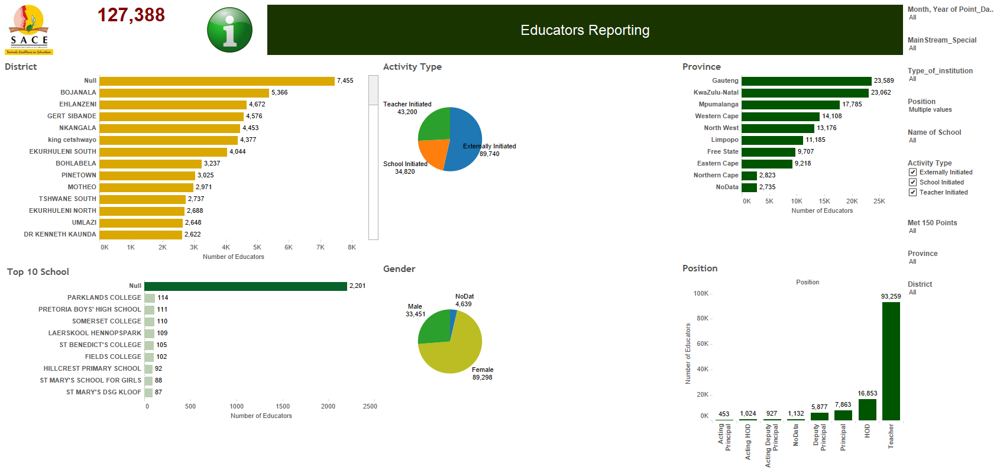 SACE
South African Council for Educators
Towards Excellence in Education
127,388
i
Educators Reporting
Month, Year of Point_Da..
All
MainStream_Special
All
Type_of_institution
All
Position
Multiple values
Name of School
All
Activity Type
Externally Initiated
School Initiated
Teacher Initiated
Met 150 Points
All
Province
All
District
All
District
Null 7,455
BOJANALA 5,366
EHLANZENI 4,672
GERT SIBANDE 4,576
NKANGALA 4,453
king cetshwayo 4,377
EKURHULENI SOUTH 4,044
BOHLABELA 3,237
PINETOWN 3,025
MOTHEO 2,971
TSHWANE SOUTH 2,737
EKURHULENI NORTH 2,688
UMLAZI 2,648
DR KENNETH KAUNDA 2,622
0K 1K 2K 3K 4K 5K 6K 7K 8K
Number of Educators
Activity Type
Teacher Initiated
43,200
Externally Initiated
89,740
School Initiated
34,820
Province
Gauteng 23,589
KwaZulu-Natal 23,062
Mpumalanga 17,785
Western Cape 14,108
North West 13,176
Limpopo 11,185
Free State 9,707
Eastern Cape 9,218
Northern Cape 2,823
NoData 2,735
0K 5K 10K 15K 20K 25K
Number of Educators
Top 10 School
Null 2,201
PARKLANDS COLLEGE 114
PRETORIA BOYS' HIGH SCHOOL 111
SOMERSET COLLEGE 110
LAERSKOOL HENNOPSPARK 109
ST BENEDICT'S COLLEGE 105
FIELDS COLLEGE 102
HILLCREST PRIMARY SCHOOL 92
ST MARY'S SCHOOL FOR GIRLS 88
ST MARY'S DSG KLOOF 87
0 500 1000 1500 2000 2500
Number of Educators
Gender
NoDat
4,639
Male
33,451
Female
89,298
Position
Position
100K
80K
60K
40K
20K
0K
Number of Educators
453 1,024 927 1,132 5,877 7,863 16,853 93,259
Acting Principal
Acting HOD
Acting Deputy Principal
NoData
Deputy Principal
Principal
HOD
Teacher